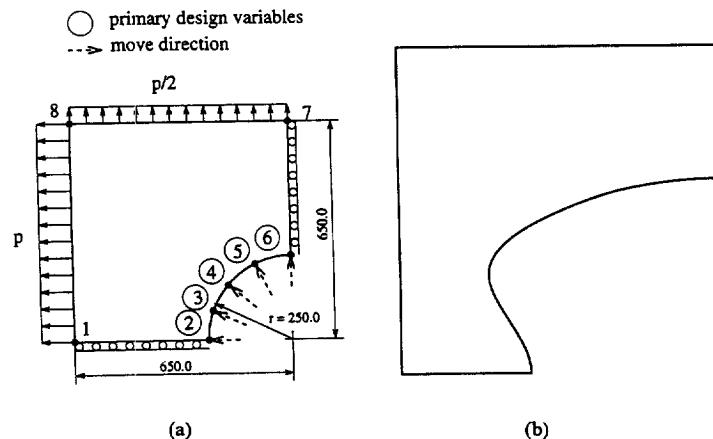 primary design variables
move direction
p/2
8
7
p
650.0
6
5
4
3
2
r = 250.0
1
650.0
(a)
(b)